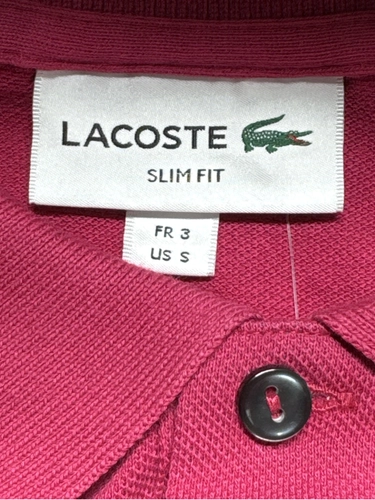 LACOSTE
SLIM FIT
FR 3
US S